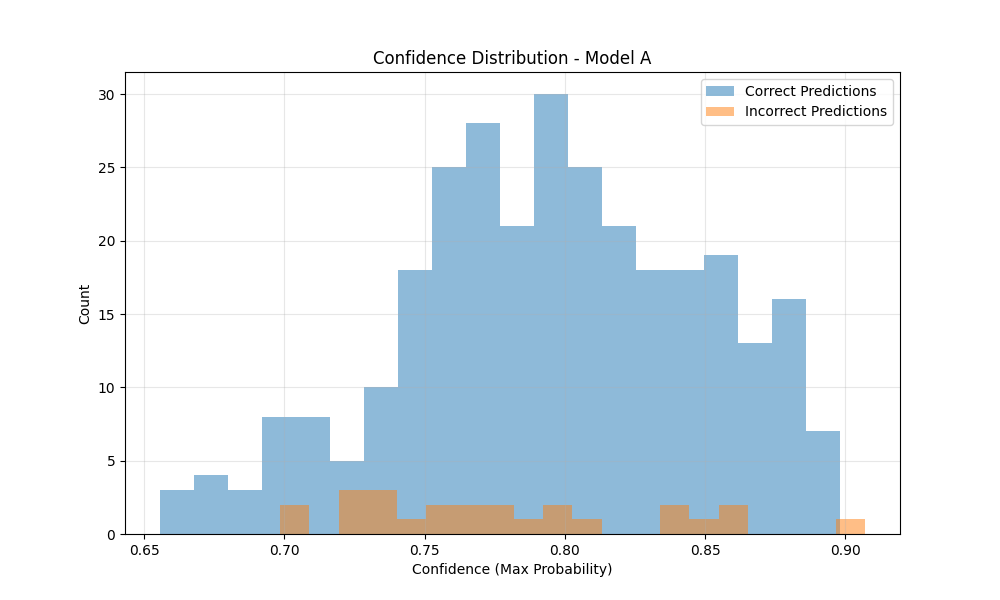 Confidence Distribution - Model A
Correct Predictions
Incorrect Predictions
Count
30
25
20
15
10
5
0
0.65 0.70 0.75 0.80 0.85 0.90
Confidence (Max Probability)